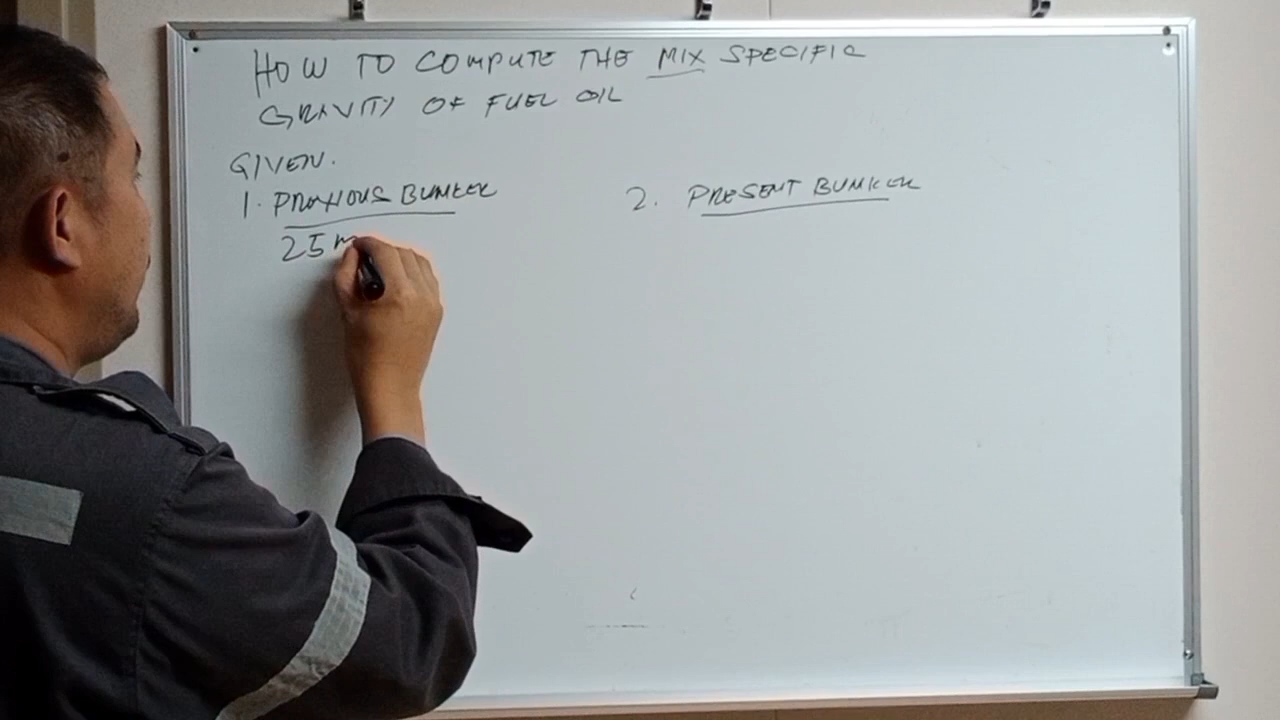 HOW TO COMPUTE THE MIX SPECIFIC
GRAVITY OF FUEL OIL
GIVEN.
1. PREVIOUS BUNKER
2. PRESENT BUNKER
25 m